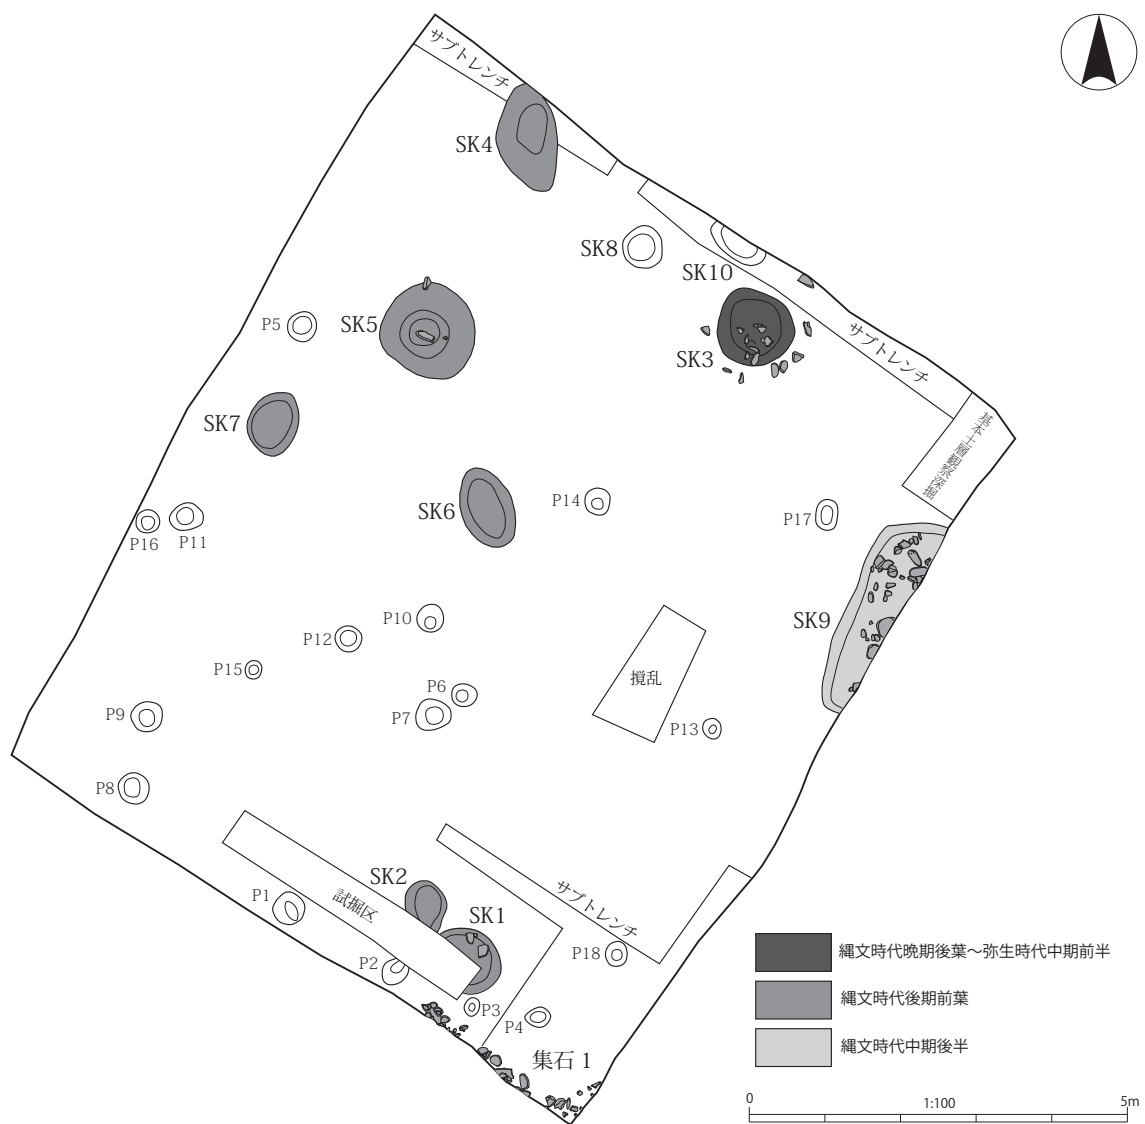 サブトレンチ
SK4
SK8
SK10
P5
SK5
SK3
サブトレンチ
SK7
基本土層観察深掘
SK6
P14
P17
P16
P11
SK9
P10
P12
P15
撹乱
P6
P9
P7
P13
P8
SK2
サブトレンチ
P1
試掘区
SK1
P2
P18
P3
P4
集石 1
縄文時代晩期後葉～弥生時代中期前半
縄文時代後期前葉
縄文時代中期後半
0
1:100
5m